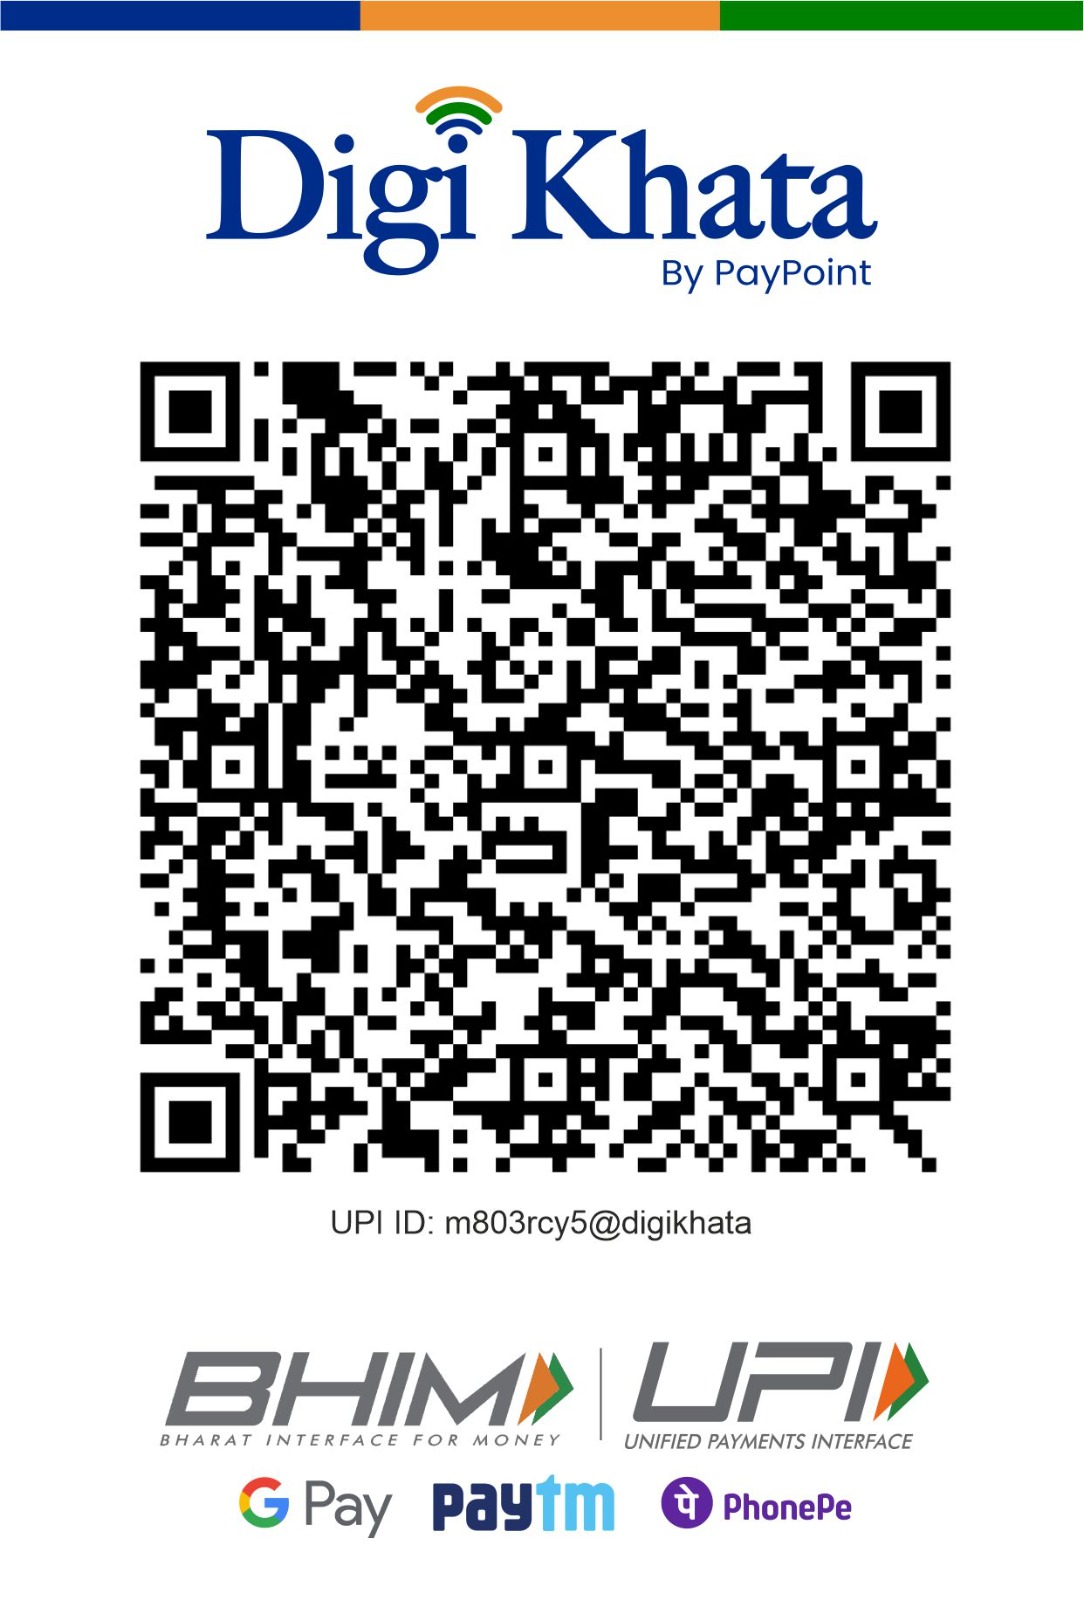 Digi Khata
By PayPoint
UPI ID: m803rcy5@digikhata
BHIM
BHARAT INTERFACE FOR MONEY
UPI
UNIFIED PAYMENTS INTERFACE
G Pay
paytm
पे PhonePe